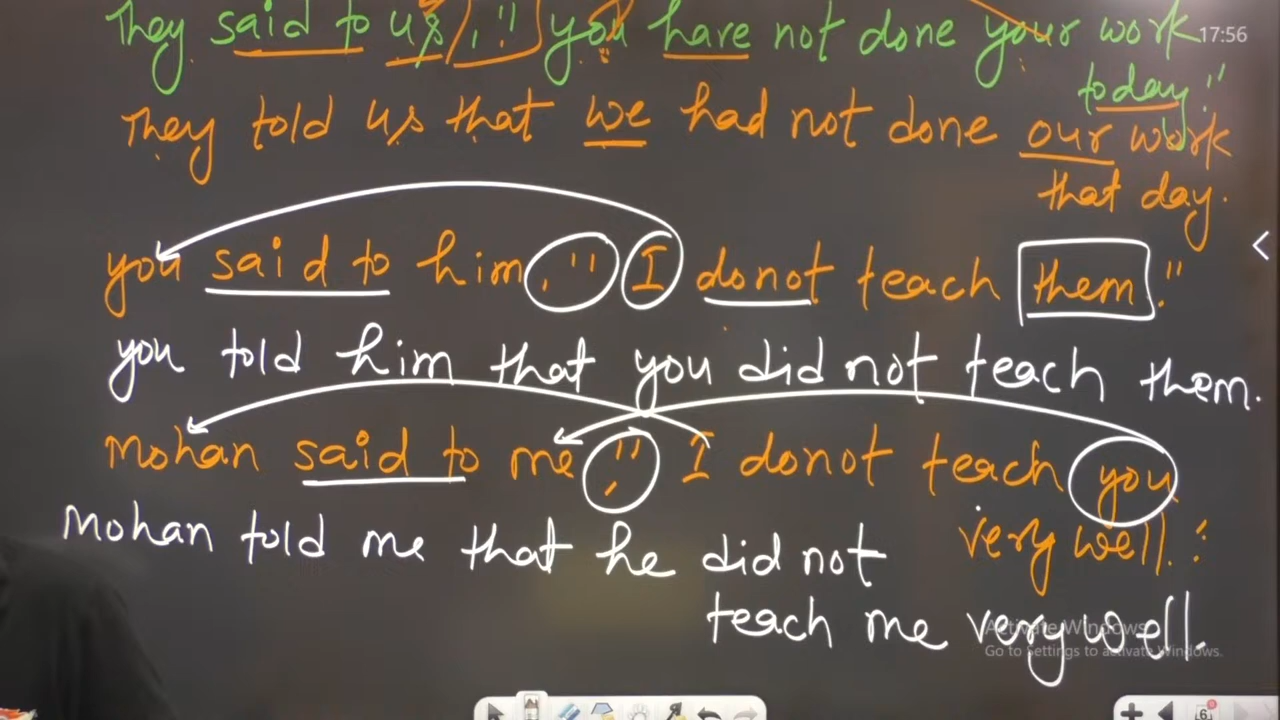 They said to us, " you have not done your work
17:56
today."
They told us that we had not done our work
that day.
you said to him, " I donot teach them."
you told him that you did not teach them.
Mohan said to me, " I donot teach you
very well."
Mohan told me that he did not
teach me very well.
Activate Windows
Go to Settings to activate Windows.
6